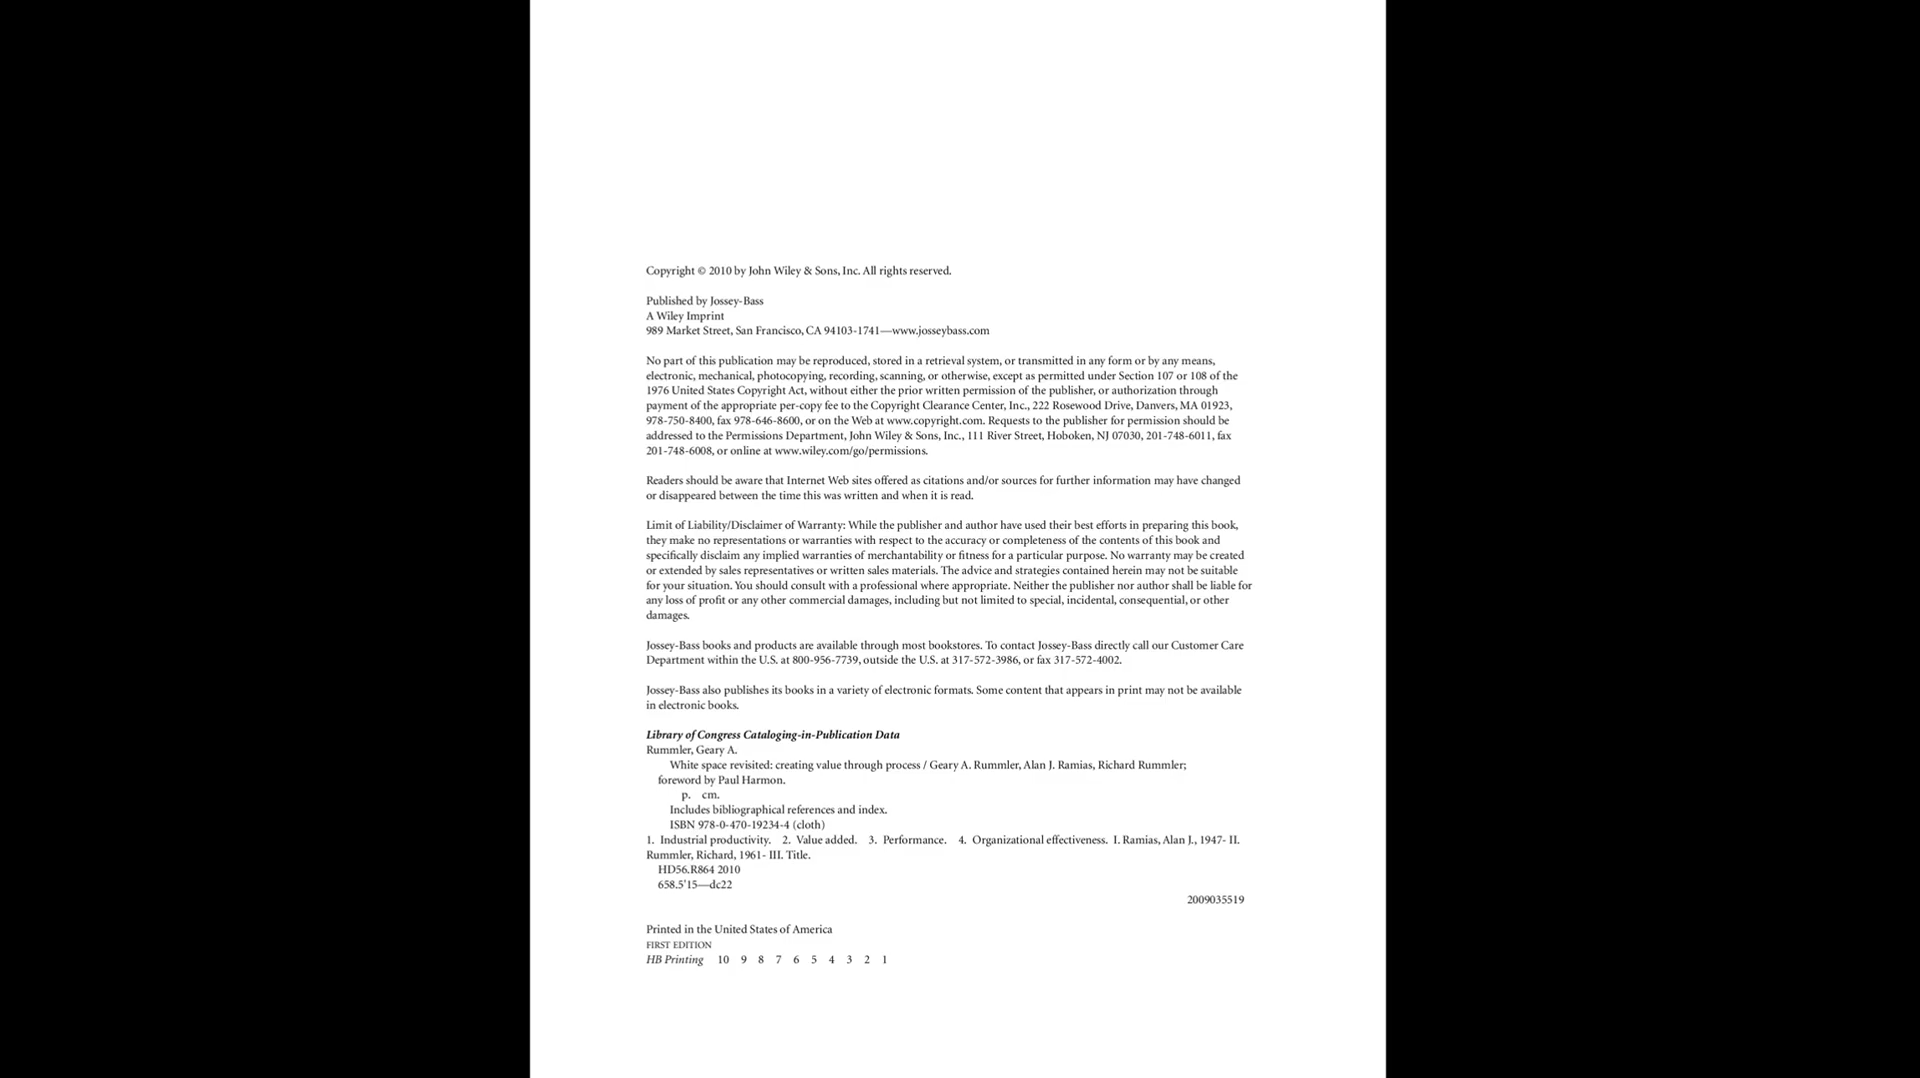 Copyright © 2010 by John Wiley & Sons, Inc. All rights reserved.
Published by Jossey-Bass
A Wiley Imprint
989 Market Street, San Francisco, CA 94103-1741—www.josseybass.com
No part of this publication may be reproduced, stored in a retrieval system, or transmitted in any form or by any means,
electronic, mechanical, photocopying, recording, scanning, or otherwise, except as permitted under Section 107 or 108 of the
1976 United States Copyright Act, without either the prior written permission of the publisher, or authorization through
payment of the appropriate per-copy fee to the Copyright Clearance Center, Inc., 222 Rosewood Drive, Danvers, MA 01923,
978-750-8400, fax 978-646-8600, or on the Web at www.copyright.com. Requests to the publisher for permission should be
addressed to the Permissions Department, John Wiley & Sons, Inc., 111 River Street, Hoboken, NJ 07030, 201-748-6011, fax
201-748-6008, or online at www.wiley.com/go/permissions.
Readers should be aware that Internet Web sites offered as citations and/or sources for further information may have changed
or disappeared between the time this was written and when it is read.
Limit of Liability/Disclaimer of Warranty: While the publisher and author have used their best efforts in preparing this book,
they make no representations or warranties with respect to the accuracy or completeness of the contents of this book and
specifically disclaim any implied warranties of merchantability or fitness for a particular purpose. No warranty may be created
or extended by sales representatives or written sales materials. The advice and strategies contained herein may not be suitable
for your situation. You should consult with a professional where appropriate. Neither the publisher nor author shall be liable for
any loss of profit or any other commercial damages, including but not limited to special, incidental, consequential, or other
damages.
Jossey-Bass books and products are available through most bookstores. To contact Jossey-Bass directly call our Customer Care
Department within the U.S. at 800-956-7739, outside the U.S. at 317-572-3986, or fax 317-572-4002.
Jossey-Bass also publishes its books in a variety of electronic formats. Some content that appears in print may not be available
in electronic books.
Library of Congress Cataloging-in-Publication Data
Rummler, Geary A.
White space revisited: creating value through process / Geary A. Rummler, Alan J. Ramias, Richard Rummler;
foreword by Paul Harmon.
p. cm.
Includes bibliographical references and index.
ISBN 978-0-470-19234-4 (cloth)
1. Industrial productivity. 2. Value added. 3. Performance. 4. Organizational effectiveness. I. Ramias, Alan J., 1947- II.
Rummler, Richard, 1961- III. Title.
HD56.R864 2010
658.5'15—dc22
2009035519
Printed in the United States of America
FIRST EDITION
HB Printing 10 9 8 7 6 5 4 3 2 1